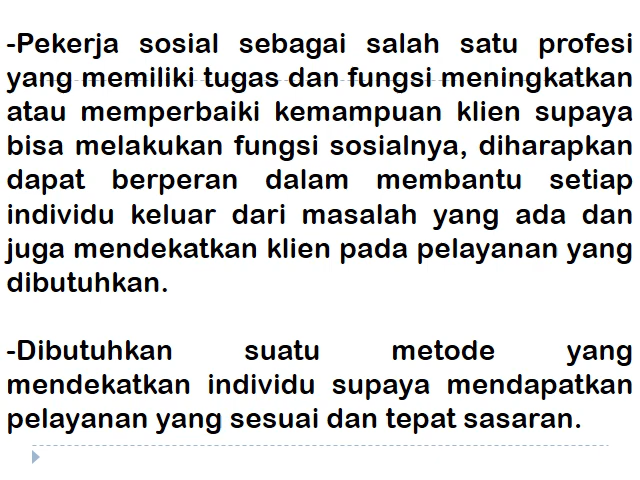 -Pekerja sosial sebagai salah satu profesi
yang memiliki tugas dan fungsi meningkatkan
atau memperbaiki kemampuan klien supaya
bisa melakukan fungsi sosialnya, diharapkan
dapat berperan dalam membantu setiap
individu keluar dari masalah yang ada dan
juga mendekatkan klien pada pelayanan yang
dibutuhkan.
-Dibutuhkan suatu metode yang
mendekatkan individu supaya mendapatkan
pelayanan yang sesuai dan tepat sasaran.